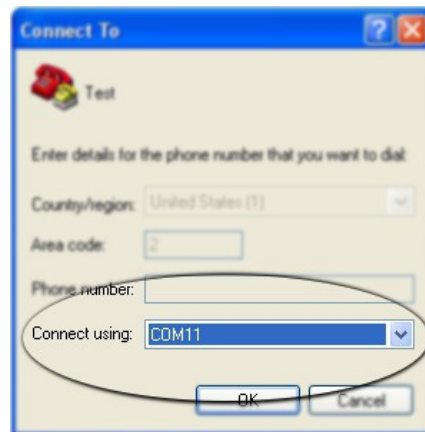 Connect To
Test
Enter details for the phone number that you want to dial:
Country/region: United States (1)
Area code: 2
Phone number:
Connect using: COM11
OK Cancel